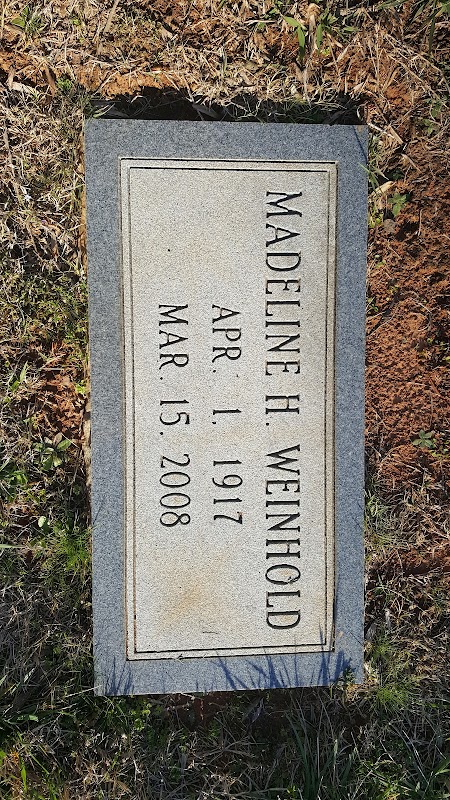 MADELINE H. WEINHOLD
APR. 1, 1917
MAR. 15, 2008